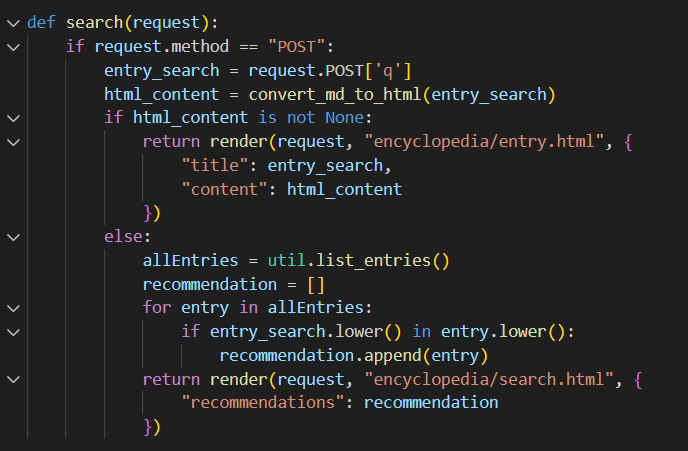 def search(request):
    if request.method == "POST":
        entry_search = request.POST['q']
        html_content = convert_md_to_html(entry_search)
        if html_content is not None:
            return render(request, "encyclopedia/entry.html", {
                "title": entry_search,
                "content": html_content
            })
        else:
            allEntries = util.list_entries()
            recommendation = []
            for entry in allEntries:
                if entry_search.lower() in entry.lower():
                    recommendation.append(entry)
            return render(request, "encyclopedia/search.html", {
                "recommendations": recommendation
            })